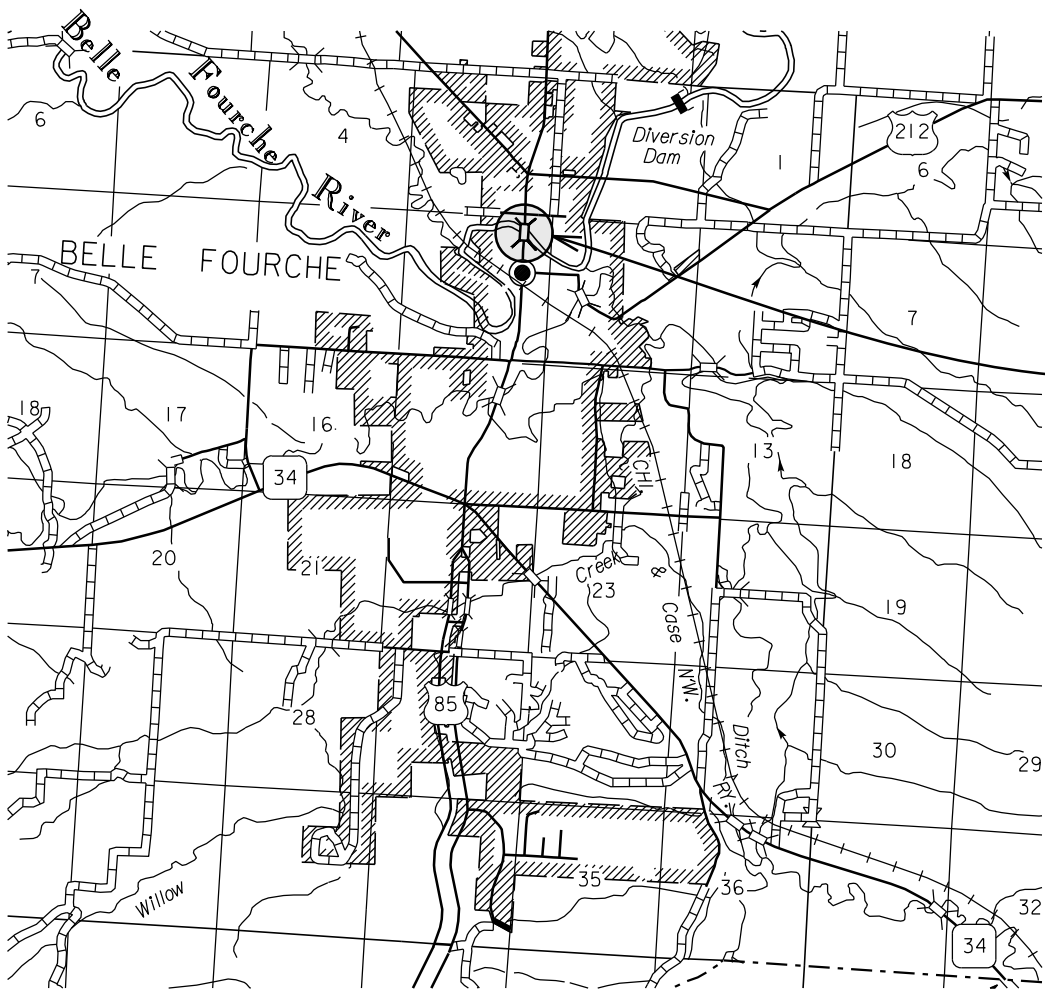 Belle Fourche River
6
4
Diversion
Dam
1
212
6
BELLE FOURCHE
7
7
18
17
16
13
18
34
CHI
20
21
Creek
&
23
19
Case
N'W.
85
28
Ditch
30
29
RY.
Willow
35
36
32
34